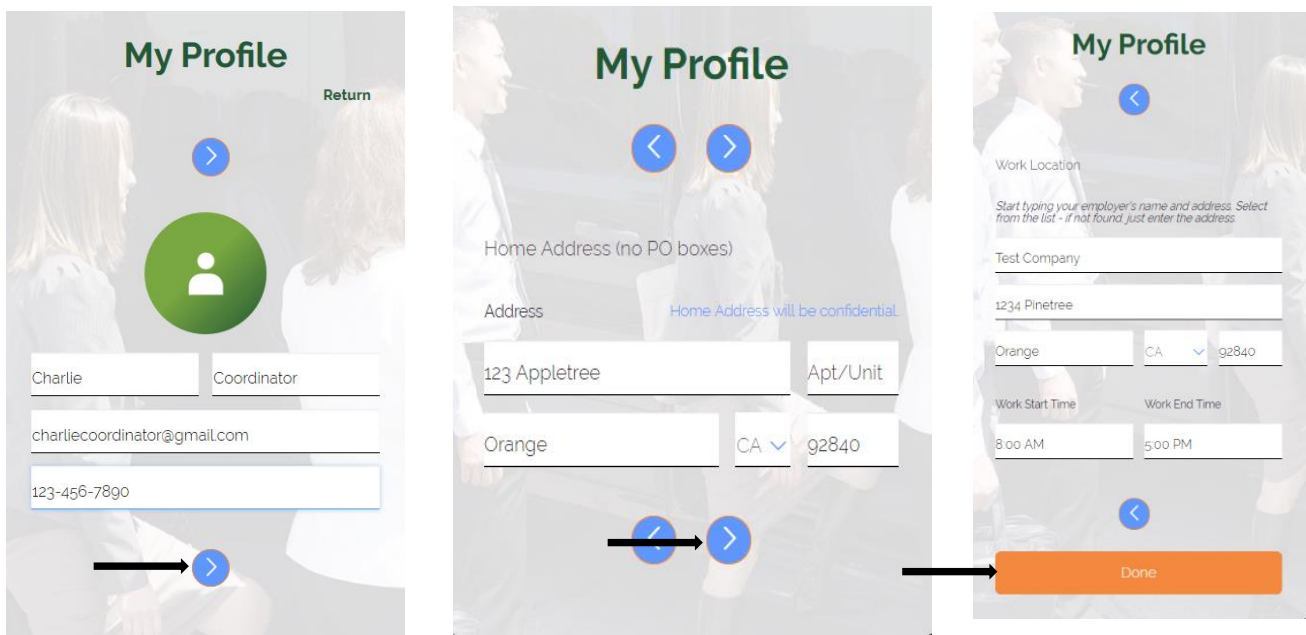 My Profile
Return
Charlie Coordinator
charliecoordinator@gmail.com
123-456-7890
My Profile
Home Address (no PO boxes)
Address Home Address will be confidential.
123 Appletree Apt/Unit
Orange CA 92840
My Profile
Work Location
Start typing your employer's name and address. Select
from the list - if not found, just enter the address.
Test Company
1234 Pinetree
Orange CA 92840
Work Start Time Work End Time
8:00 AM 5:00 PM
Done